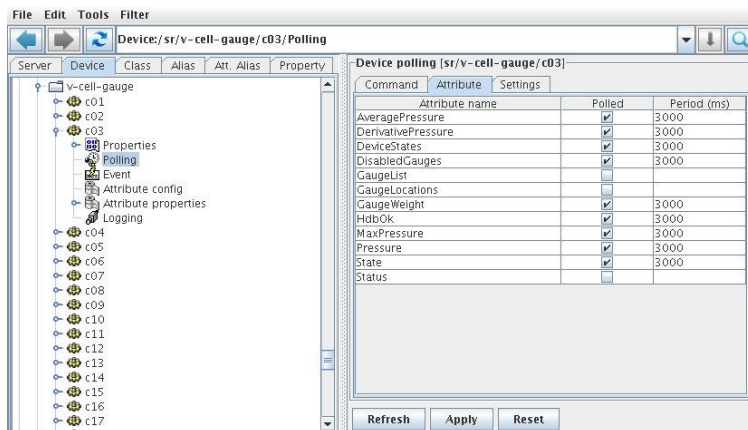 File Edit Tools Filter
Device:/sr/v-cell-gauge/c03/Polling
Server Device Class Alias Att. Alias Property
v-cell-gauge
c01
c02
c03
Properties
Polling
Event
Attribute config
Attribute properties
Logging
c04
c05
c06
c07
c08
c09
c10
c11
c12
c13
c14
c15
c16
c17
Device polling [sr/v-cell-gauge/c03]
Command Attribute Settings
Attribute name Polled Period (ms)
AveragePressure 3000
DerivativePressure 3000
DeviceStates 3000
DisabledGauges 3000
GaugeList
GaugeLocations
GaugeWeight 3000
HdbOk 3000
MaxPressure 3000
Pressure 3000
State 3000
Status
Refresh Apply Reset